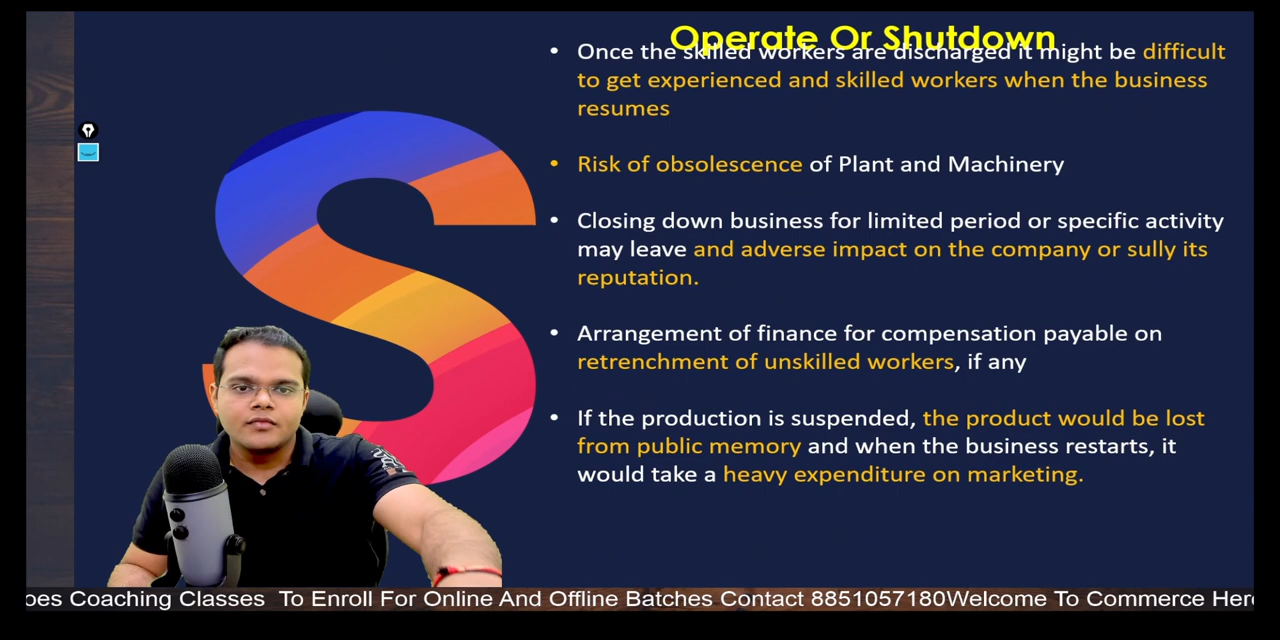 Operate Or Shutdown
• Once the skilled workers are discharged it might be difficult
to get experienced and skilled workers when the business
resumes
• Risk of obsolescence of Plant and Machinery
• Closing down business for limited period or specific activity
may leave and adverse impact on the company or sully its
reputation.
• Arrangement of finance for compensation payable on
retrenchment of unskilled workers, if any
• If the production is suspended, the product would be lost
from public memory and when the business restarts, it
would take a heavy expenditure on marketing.
oes Coaching Classes To Enroll For Online And Offline Batches Contact 8851057180Welcome To Commerce Her